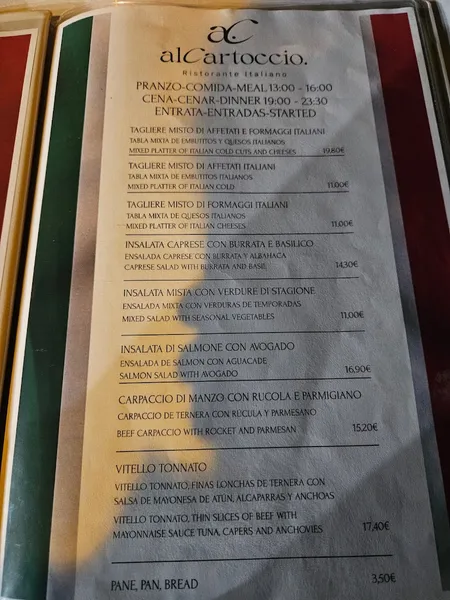 aC
alCartoccio.
Ristorante Italiano
PRANZO-COMIDA-MEAL 13:00 - 16:00
CENA-CENAR-DINNER 19:00 - 23:30
ENTRATA-ENTRADAS-STARTED
TAGLIERE MISTO DI AFFETATI E FORMAGGI ITALIANI
TABLA MIXTA DE EMBUTITOS Y QUESOS ITALIANOS
MIXED PLATTER OF ITALIAN COLD CUTS AND CHEESES 19,80€
TAGLIERE MISTO DI AFFETATI ITALIANI
TABLA MIXTA DE EMBUTITOS ITALIANOS
MIXED PLATTER OF ITALIAN COLD 11,00€
TAGLIERE MISTO DI FORMAGGI ITALIANI
TABLA MIXTA DE QUESOS ITALIANOS
MIXED PLATTER OF ITALIAN CHEESES 11,00€
INSALATA CAPRESE CON BURRATA E BASILICO
ENSALADA CAPRESE CON BURRATA Y ALBAHACA
CAPRESE SALAD WITH BURRATA AND BASIL 14,30€
INSALATA MISTA CON VERDURE DI STAGIONE
ENSALADA MIXTA CON VERDURAS DE TEMPORADAS
MIXED SALAD WITH SEASONAL VEGETABLES 11,00€
INSALATA DI SALMONE CON AVOGADO
ENSALADA DE SALMON CON AGUACADE
SALMON SALAD WITH AVOGADO 16,90€
CARPACCIO DI MANZO CON RUCOLA E PARMIGIANO
CARPACCIO DE TERNERA CON RUCULA Y PARMESANO
BEEF CARPACCIO WITH ROCKET AND PARMESAN 15,20€
VITELLO TONNATO
VITELLO TONNATO, FINAS LONCHAS DE TERNERA CON
SALSA DE MAYONESA DE ATUN, ALGAPARRAS Y ANCHOAS
VITELLO TONNATO, THIN SLICES OF BEEF WITH
MAYONNAISE SAUCE TUNA, CAPERS AND ANCHOVIES 17,40€
PANE, PAN, BREAD 3,50€